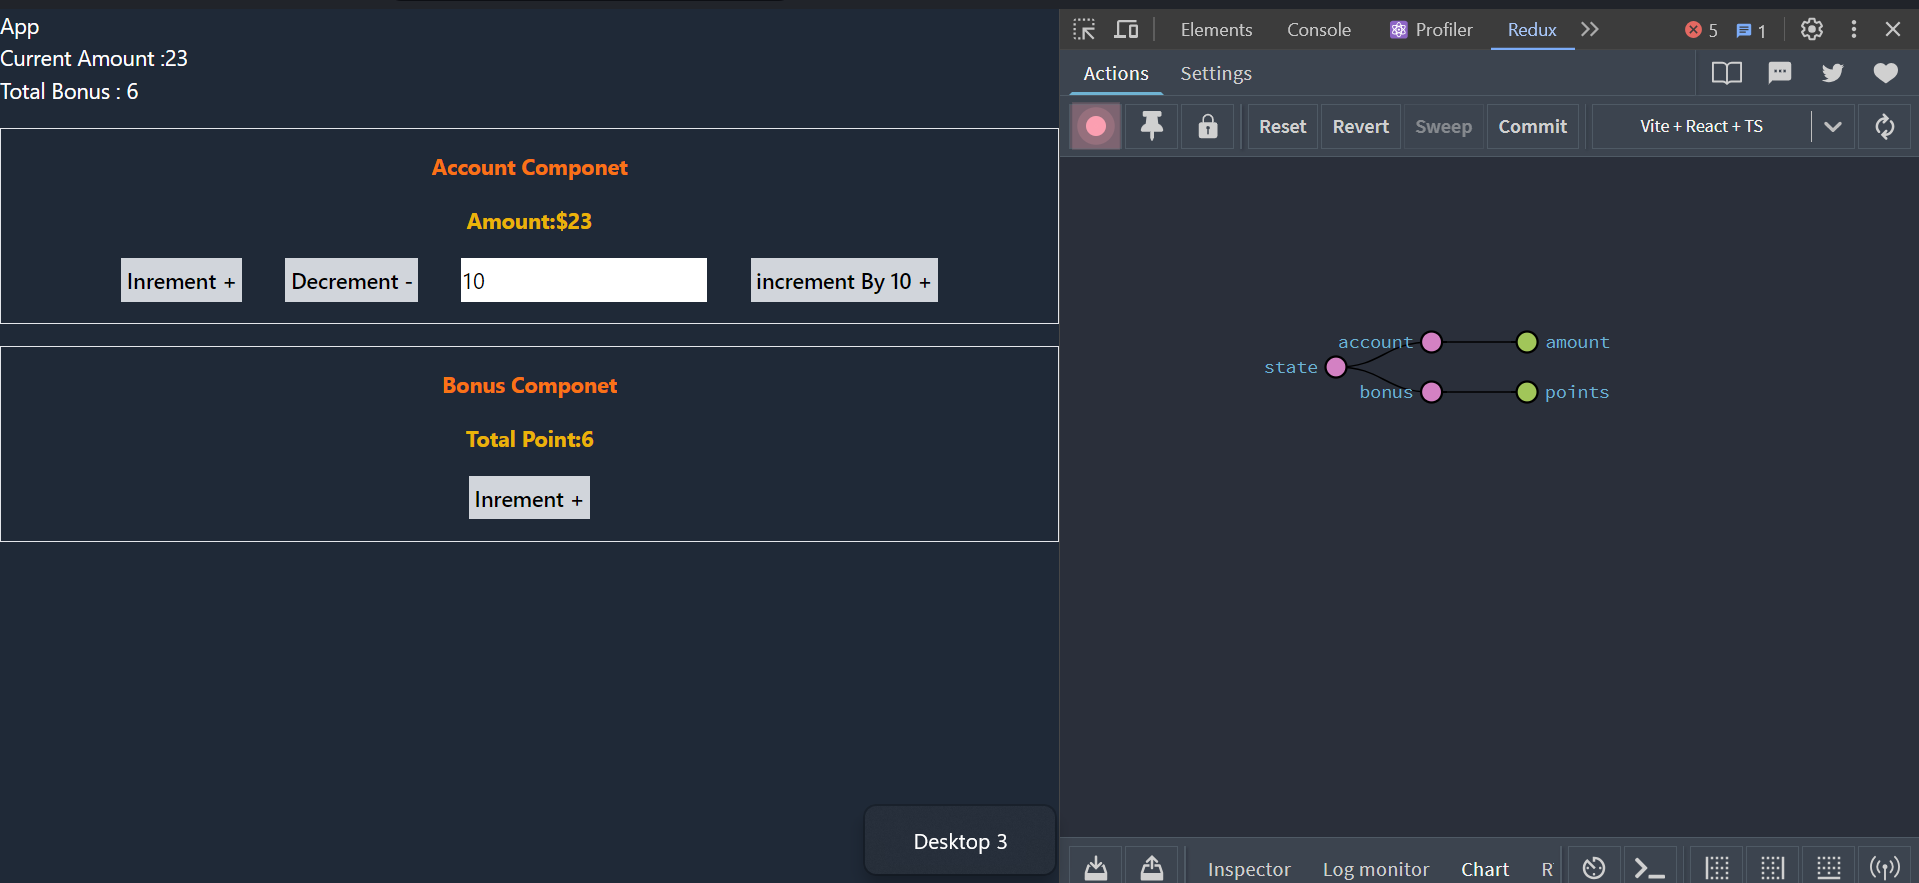 App
Current Amount :23
Total Bonus : 6
Account Componet
Amount:$23
Inrement +
Decrement -
10
increment By 10 +
Bonus Componet
Total Point:6
Inrement +
Desktop 3
Elements Console Profiler Redux 5 1
Actions Settings
Reset Revert Sweep Commit Vite + React + TS
account amount
state
bonus points
Inspector Log monitor Chart R